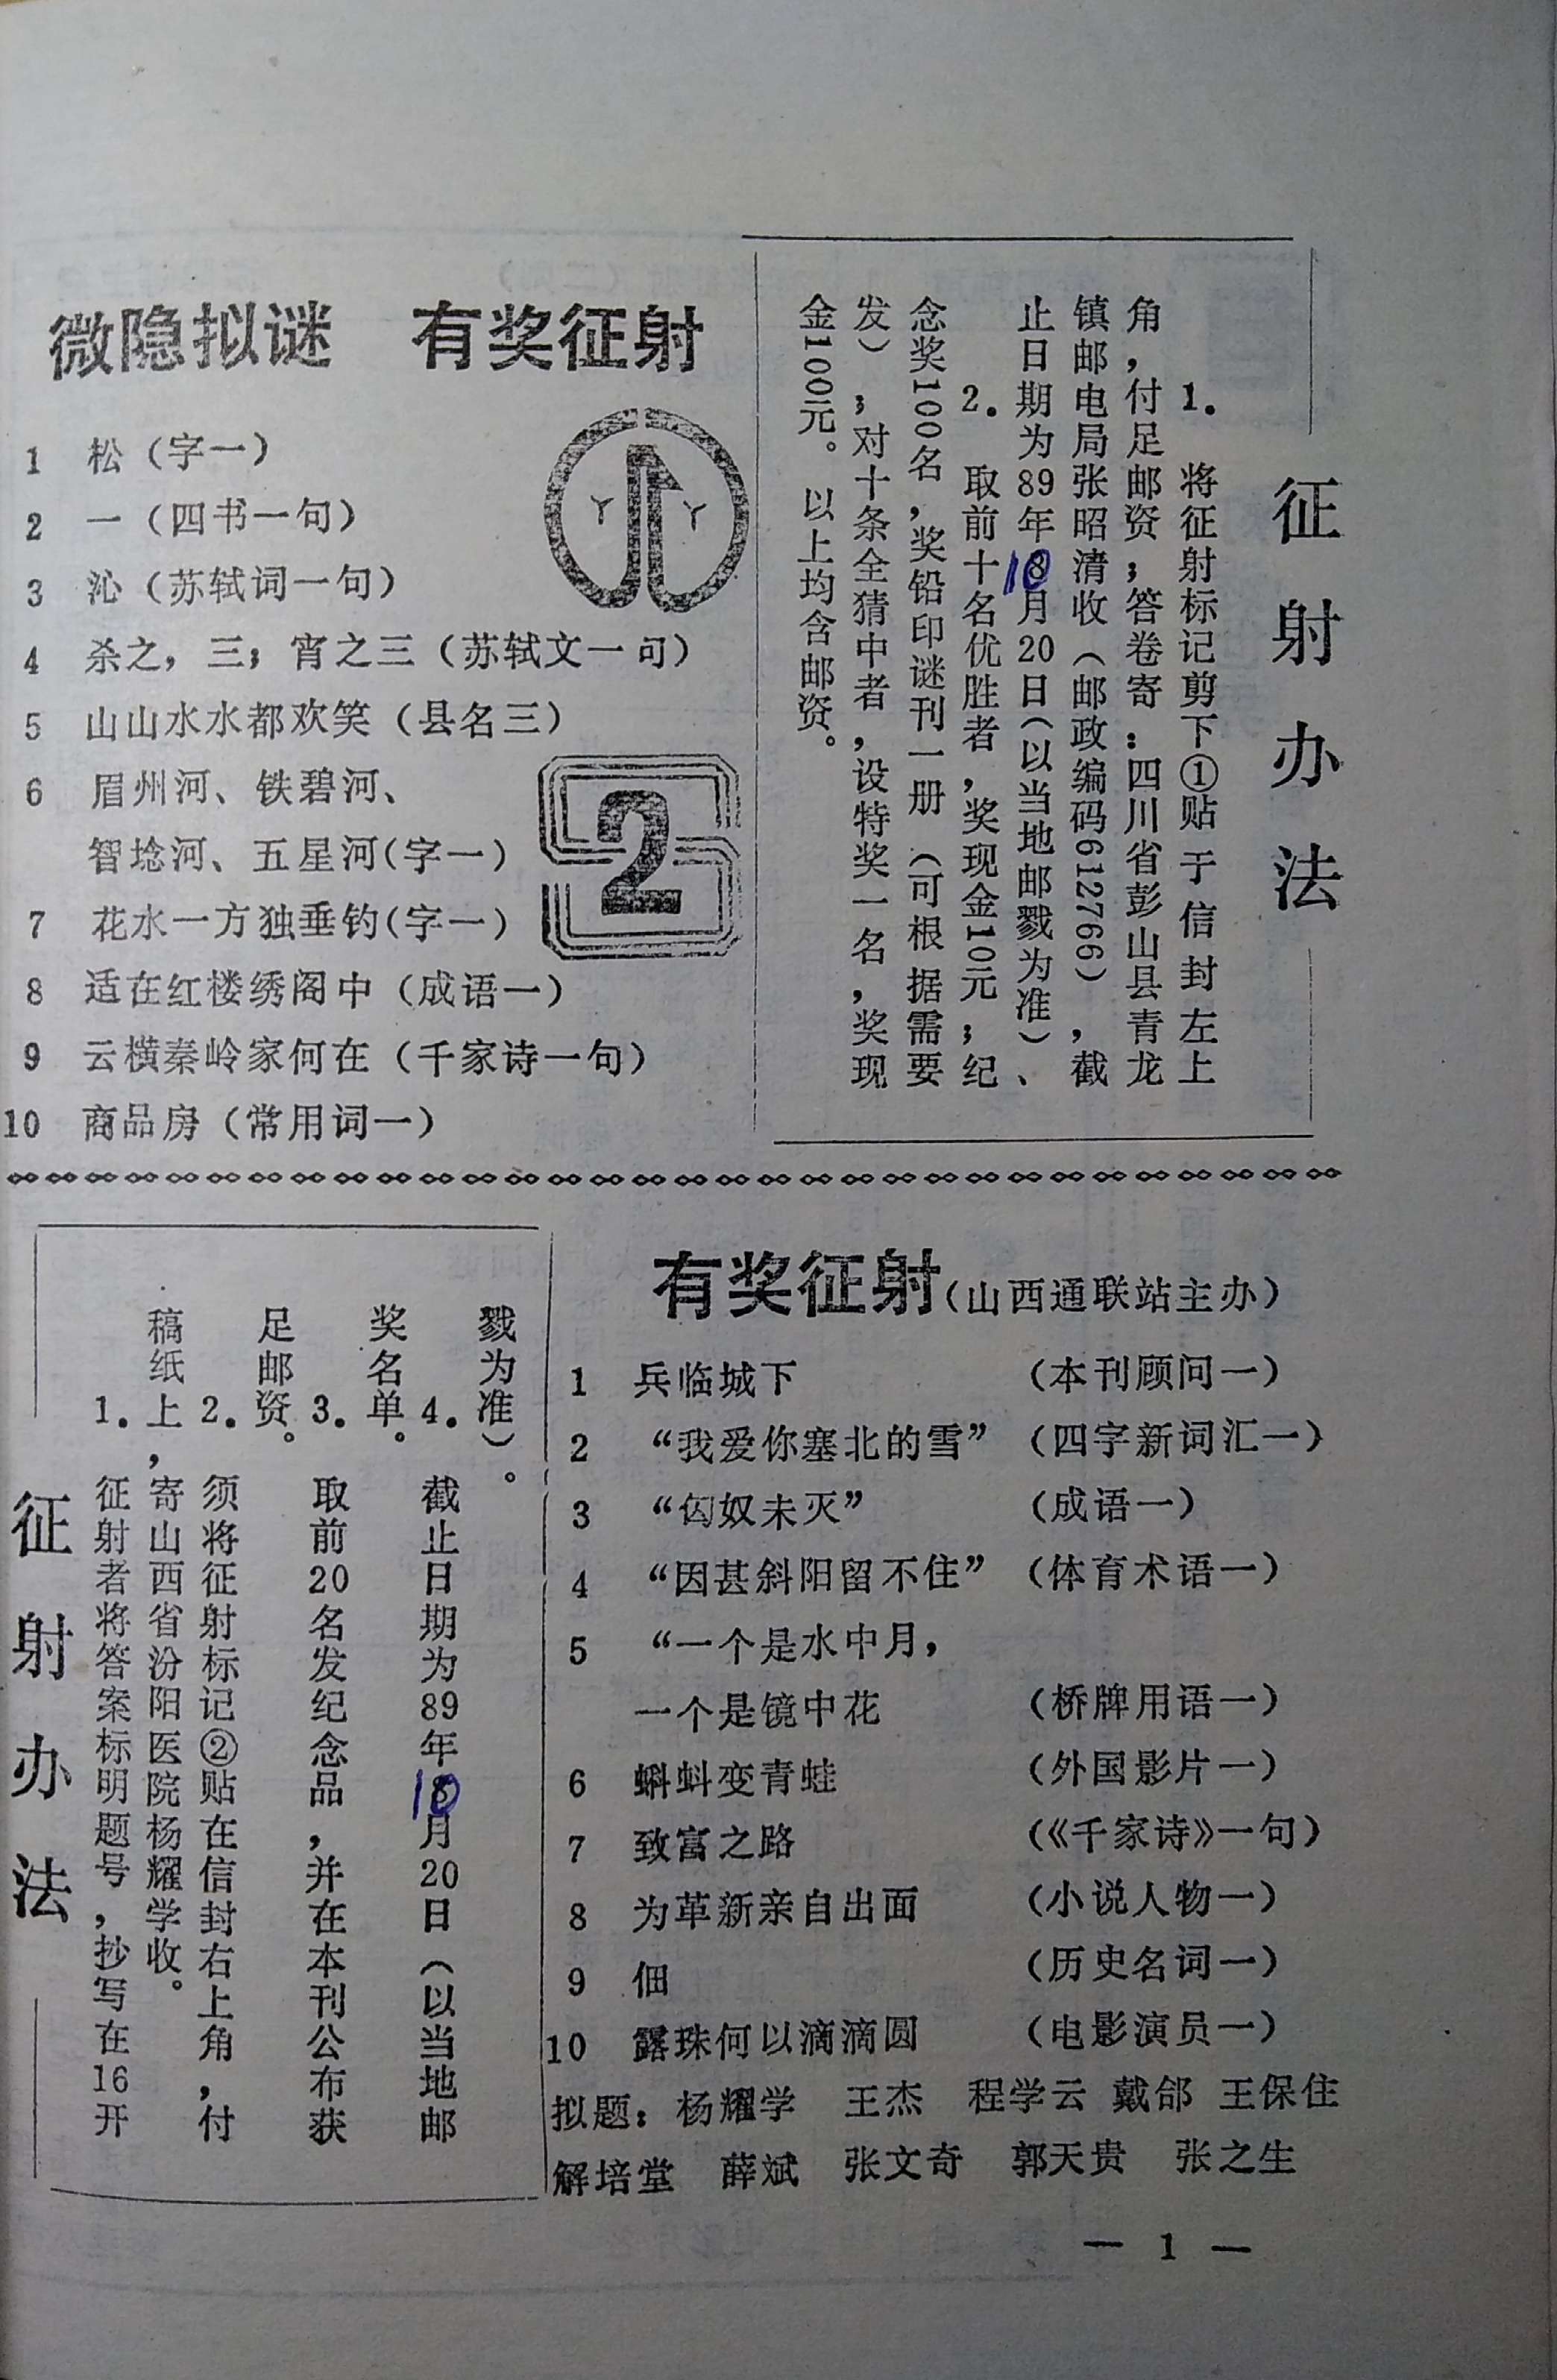 微隐拟谜 有奖征射
1 松（字一）
2 一（四书一句）
3 沁（苏轼词一句）
4 杀之，三；宵之三（苏轼文一句）
5 山山水水都欢笑（县名三）
6 眉州河、铁碧河、
智埝河、五星河（字一）
7 花水一方独垂钓（字一）
8 适在红楼绣阁中（成语一）
9 云横秦岭家何在（千家诗一句）
10 商品房（常用词一）
2
征射办法
1. 将征射标记剪下①贴于信封左上
角，付足邮资；答卷寄：四川省彭山县青龙
镇邮电局张昭清收（邮政编码612766），截
止日期为89年10月20日（以当地邮戳为准）、
2. 取前十名优胜者，奖现金10元；纪
念奖100名，奖铅印谜刊一册（可根据需要
发）；对十条全猜中者，设特奖一名，奖现
金100元。以上均含邮资。
有奖征射（山西通联站主办）
1 兵临城下 （本刊顾问一）
2 “我爱你塞北的雪” （四字新词汇一）
3 “匈奴未灭” （成语一）
4 “因甚斜阳留不住” （体育术语一）
5 “一个是水中月，
一个是镜中花 （桥牌用语一）
6 蝌蚪变青蛙 （外国影片一）
7 致富之路 （《千家诗》一句）
8 为革新亲自出面 （小说人物一）
9 佃 （历史名词一）
10 露珠何以滴滴圆 （电影演员一）
拟题：杨耀学 王杰 程学云 戴郃 王保住
解培堂 薛斌 张文奇 郭天贵 张之生
征射办法
1. 征射者将答案标明题号，抄写在16开
稿纸上，寄山西省汾阳医院杨耀学收。
2. 须将征射标记②贴在信封右上角，付
足邮资。
3. 取前20名发纪念品，并在本刊公布获
奖名单。
4. 截止日期为89年10月20日（以当地邮
戳为准）。
— 1 —